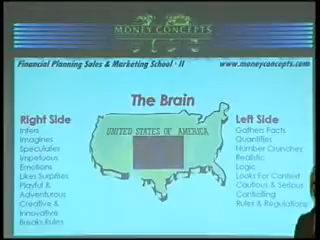 MONEY CONCEPTS
Financial Planning Sales & Marketing School - II
www.moneyconcepts.com
The Brain
Right Side
Infers
Imagines
Speculates
Impetuous
Emotions
Likes Surprises
Playful &
Adventurous
Creative &
Innovative
Breaks Rules
UNITED STATES OF AMERICA
Left Side
Gathers Facts
Quantifies
Number Crunches
Realistic
Logic
Looks For Context
Cautious & Serious
Controlling
Rules & Regulations